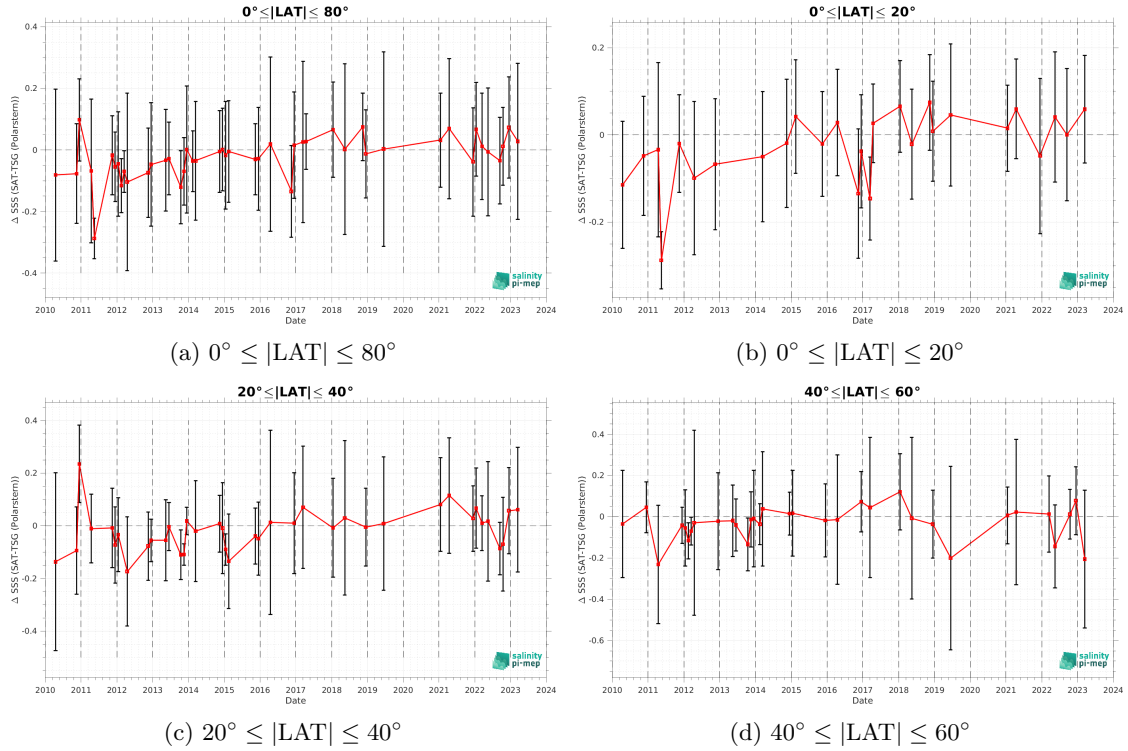 0°≤|LAT|≤ 80°
Δ SSS (SAT-TSG (Polarstern))
0.4
0.2
0
-0.2
-0.4
2010 2011 2012 2013 2014 2015 2016 2017 2018 2019 2020 2021 2022 2023 2024
Date
salinity
pi-mep
(a) 0° ≤ |LAT| ≤ 80°
0°≤|LAT|≤ 20°
Δ SSS (SAT-TSG (Polarstern))
0.2
0
-0.2
2010 2011 2012 2013 2014 2015 2016 2017 2018 2019 2020 2021 2022 2023 2024
Date
salinity
pi-mep
(b) 0° ≤ |LAT| ≤ 20°
20°≤|LAT|≤ 40°
Δ SSS (SAT-TSG (Polarstern))
0.4
0.2
0
-0.2
-0.4
2010 2011 2012 2013 2014 2015 2016 2017 2018 2019 2020 2021 2022 2023 2024
Date
salinity
pi-mep
(c) 20° ≤ |LAT| ≤ 40°
40°≤|LAT|≤ 60°
Δ SSS (SAT-TSG (Polarstern))
0.6
0.4
0.2
0
-0.2
-0.4
-0.6
2010 2011 2012 2013 2014 2015 2016 2017 2018 2019 2020 2021 2022 2023 2024
Date
salinity
pi-mep
(d) 40° ≤ |LAT| ≤ 60°